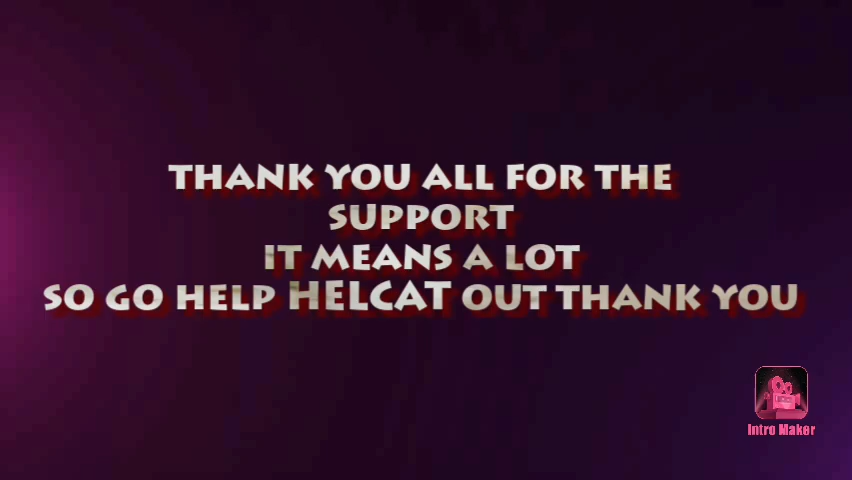 THANK YOU ALL FOR THE
SUPPORT
IT MEANS A LOT
SO GO HELP HELCAT OUT THANK YOU
Intro Maker